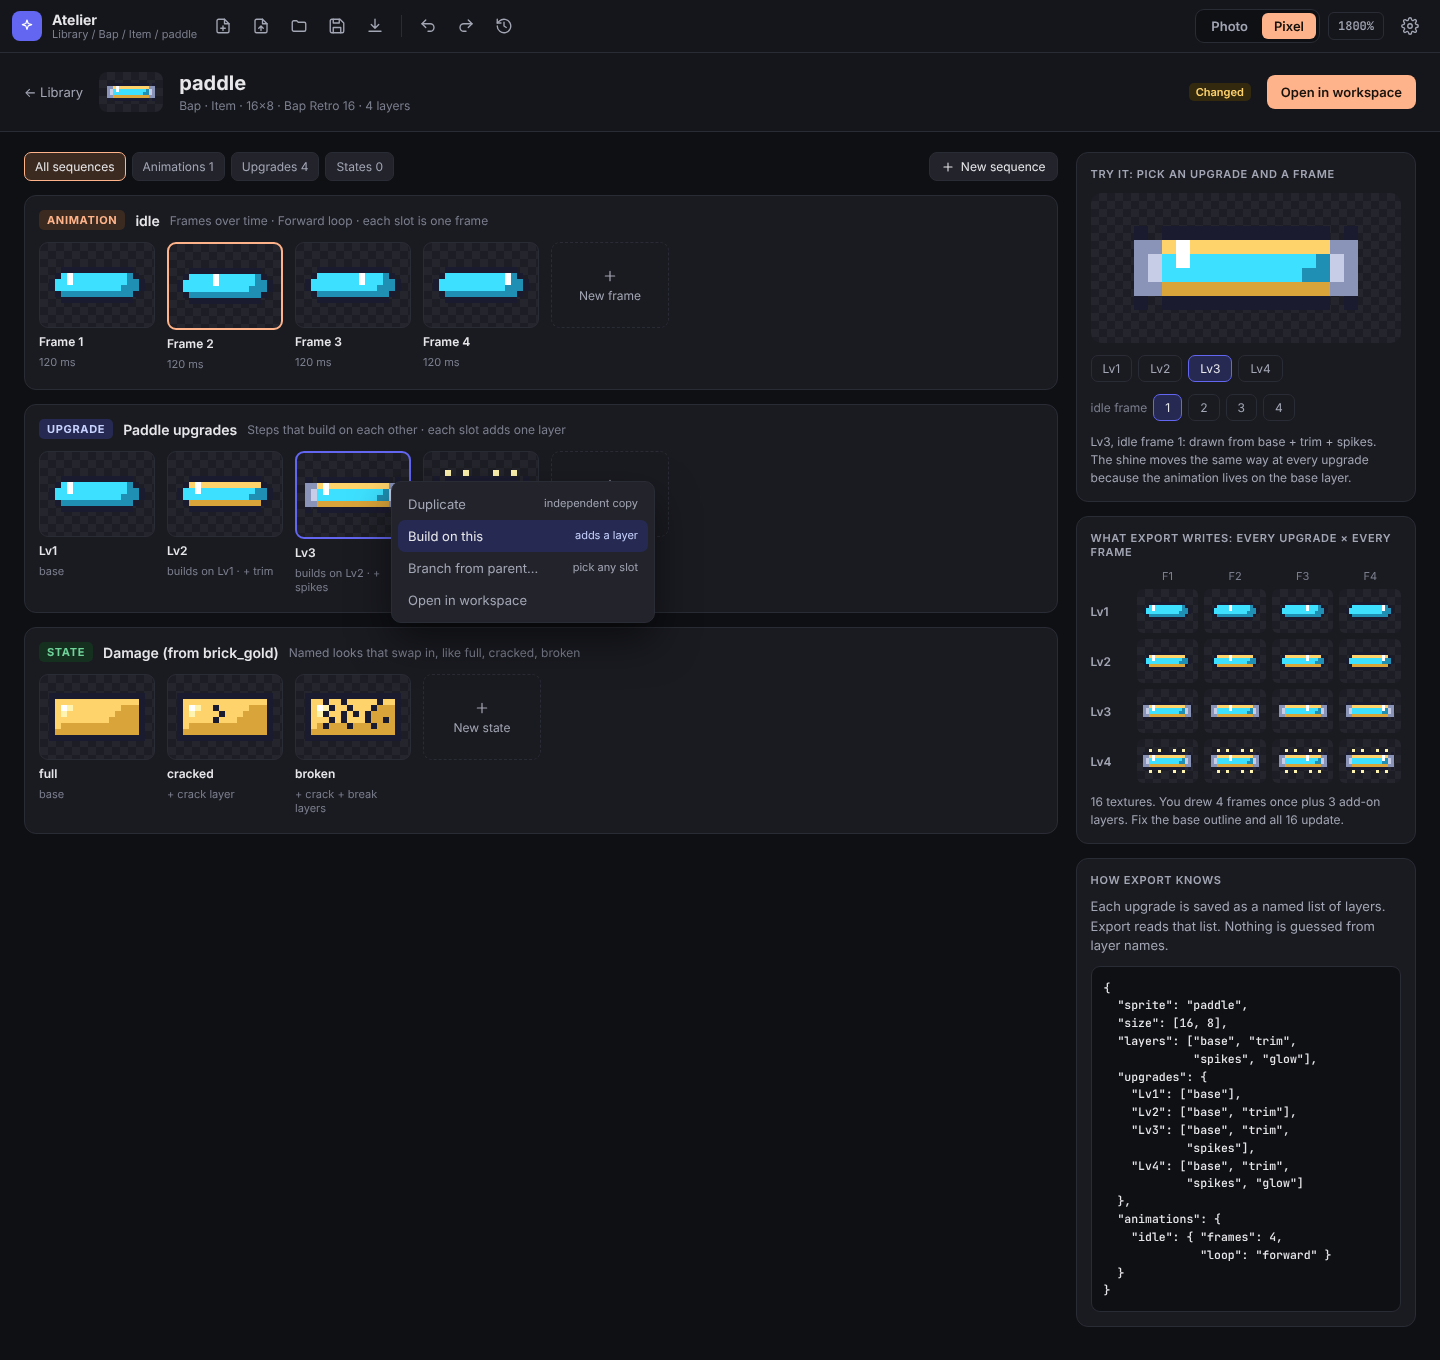 Atelier
Library / Bap / Item / paddle
Photo
Pixel
1800%
← Library
paddle
Bap · Item · 16×8 · Bap Retro 16 · 4 layers
Changed
Open in workspace
All sequences
Animations 1
Upgrades 4
States 0
+ New sequence
ANIMATION idle Frames over time · Forward loop · each slot is one frame
+
New frame
Frame 1
120 ms
Frame 2
120 ms
Frame 3
120 ms
Frame 4
120 ms
UPGRADE Paddle upgrades Steps that build on each other · each slot adds one layer
Lv1
base
Lv2
builds on Lv1 · + trim
Lv3
builds on Lv2 · +
spikes
Duplicate independent copy
Build on this adds a layer
Branch from parent... pick any slot
Open in workspace
STATE Damage (from brick_gold) Named looks that swap in, like full, cracked, broken
+
New state
full
base
cracked
+ crack layer
broken
+ crack + break
layers
TRY IT: PICK AN UPGRADE AND A FRAME
Lv1 Lv2 Lv3 Lv4
idle frame 1 2 3 4
Lv3, idle frame 1: drawn from base + trim + spikes.
The shine moves the same way at every upgrade
because the animation lives on the base layer.
WHAT EXPORT WRITES: EVERY UPGRADE × EVERY
FRAME
F1 F2 F3 F4
Lv1
Lv2
Lv3
Lv4
16 textures. You drew 4 frames once plus 3 add-on
layers. Fix the base outline and all 16 update.
HOW EXPORT KNOWS
Each upgrade is saved as a named list of layers.
Export reads that list. Nothing is guessed from
layer names.
{
"sprite": "paddle",
"size": [16, 8],
"layers": ["base", "trim",
"spikes", "glow"],
"upgrades": {
"Lv1": ["base"],
"Lv2": ["base", "trim"],
"Lv3": ["base", "trim",
"spikes"],
"Lv4": ["base", "trim",
"spikes", "glow"]
},
"animations": {
"idle": { "frames": 4,
"loop": "forward" }
}
}